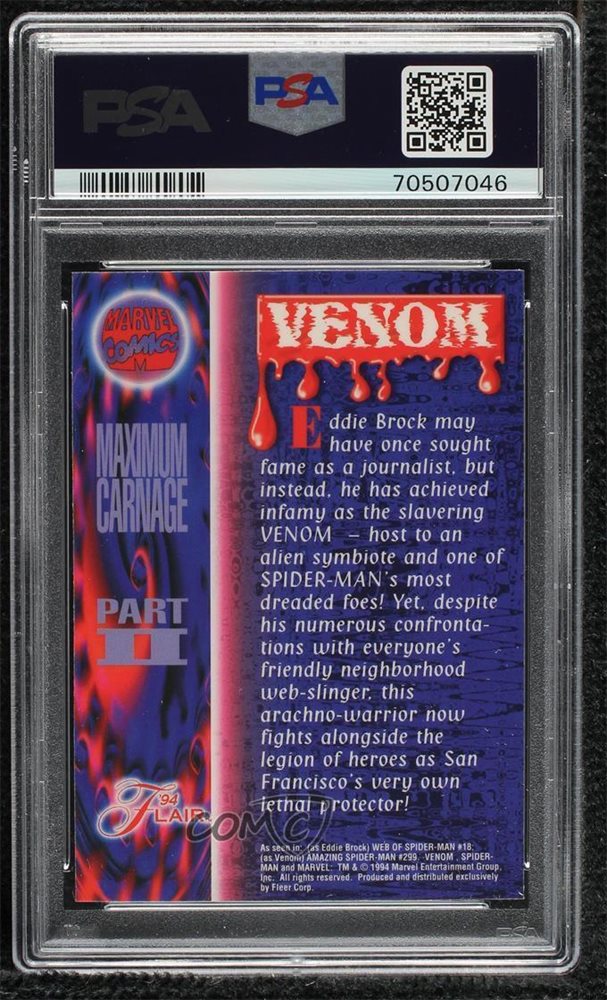 PSA
PSA
70507046
MARVEL
COMICS
M
MAXIMUM
CARNAGE
PART
II
'94
FLAIR
VENOM
Eddie Brock may
have once sought
fame as a journalist, but
instead, he has achieved
infamy as the slavering
VENOM – host to an
alien symbiote and one of
SPIDER-MAN's most
dreaded foes! Yet, despite
his numerous confronta-
tions with everyone's
friendly neighborhood
web-slinger, this
arachno-warrior now
fights alongside the
legion of heroes as San
Francisco's very own
lethal protector!
As seen in: (as Eddie Brock) WEB OF SPIDER-MAN #18;
(as Venom) AMAZING SPIDER-MAN #299. VENOM, SPIDER-
MAN and MARVEL: TM & © 1994 Marvel Entertainment Group,
Inc. All rights reserved. Produced and distributed exclusively
by Fleer Corp.
COMC
PSA